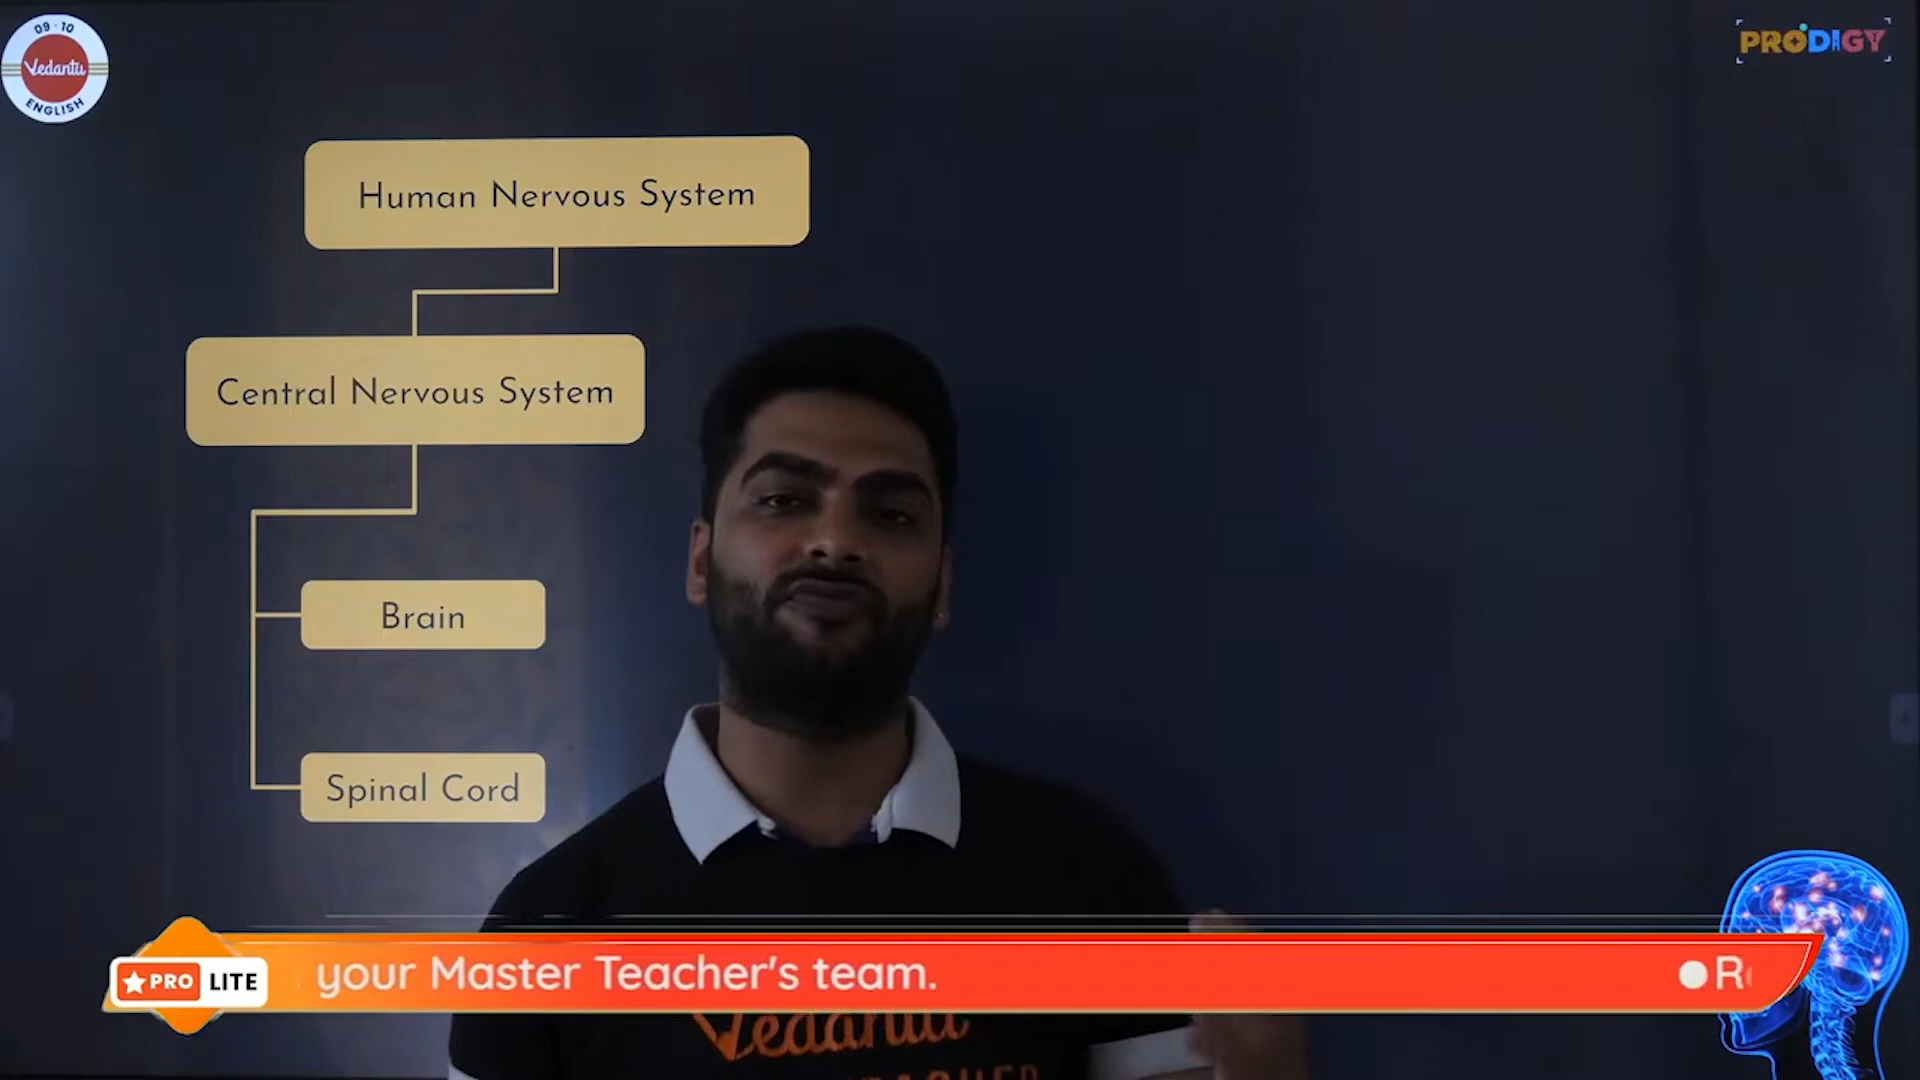 09 - 10
Vedantu
ENGLISH
PRODIGY
Human Nervous System
Central Nervous System
Brain
Spinal Cord
PRO LITE
your Master Teacher's team.
Vedantu